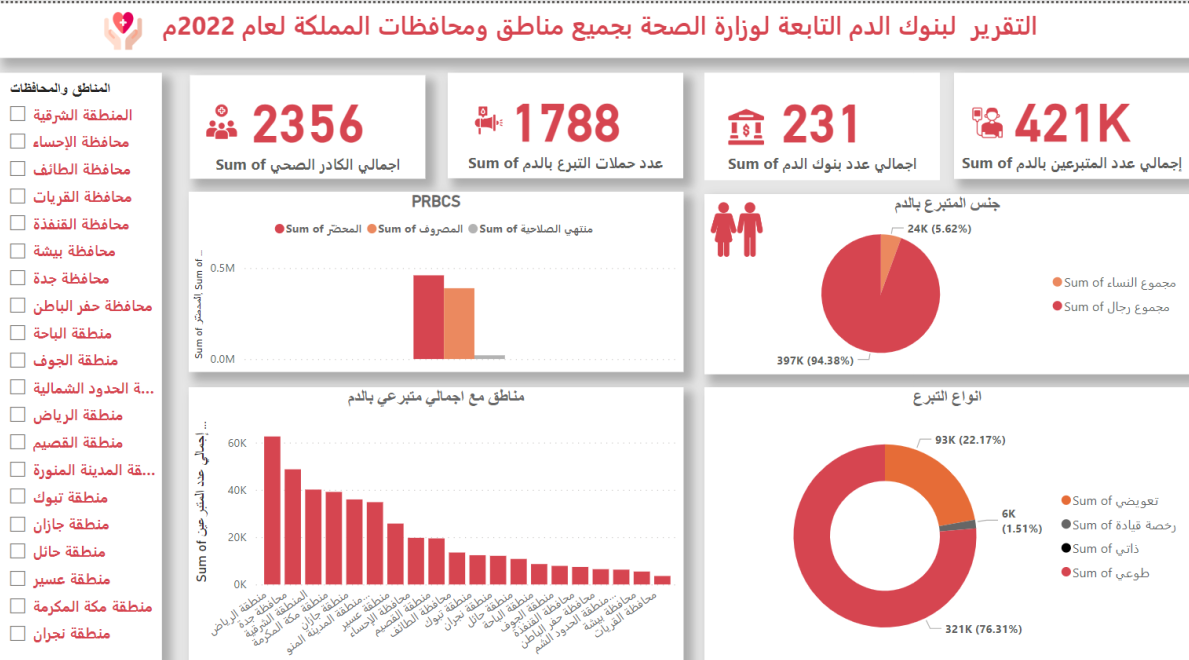 التقرير لبنوك الدم التابعة لوزارة الصحة بجميع مناطق ومحافظات المملكة لعام 2022م
421K
إجمالي عدد المتبرعين بالدم Sum of
231
اجمالي عدد بنوك الدم Sum of
1788
عدد حملات التبرع بالدم Sum of
2356
اجمالي الكادر الصحي Sum of
المناطق والمحافظات
المنطقة الشرقية
محافظة الإحساء
محافظة الطائف
محافظة القريات
محافظة القنفذة
محافظة بيشة
محافظة جدة
محافظة حفر الباطن
منطقة الباحة
منطقة الجوف
...ة الحدود الشمالية
منطقة الرياض
منطقة القصيم
...قة المدينة المنورة
منطقة تبوك
منطقة جازان
منطقة حائل
منطقة عسير
منطقة مكة المكرمة
منطقة نجران
جنس المتبرع بالدم
24K (5.62%)
397K (94.38%)
Sum of مجموع النساء
Sum of مجموع رجال
PRBCS
Sum of المحضّر Sum of المصروف Sum of منتهي الصلاحية
Sum of المحضّر Sum of ...
0.5M
0.0M
انواع التبرع
93K (22.17%)
6K
(1.51%)
321K (76.31%)
Sum of تعويضي
Sum of رخصة قيادة
Sum of ذاتي
Sum of طوعي
مناطق مع اجمالي متبرعي بالدم
Sum of إجمالي عدد المتبرعين ...
60K
40K
20K
0K
منطقة الرياض
محافظة جدة
المنطقة الشرقية
منطقة مكة المكرمة
منطقة جازان
منطقة المدينة المنو...
منطقة عسير
محافظة الإحساء
منطقة القصيم
محافظة الطائف
منطقة تبوك
منطقة نجران
منطقة حائل
منطقة الباحة
منطقة الجوف
محافظة القنفذة
محافظة حفر الباطن
منطقة الحدود الشم...
محافظة بيشة
محافظة القريات